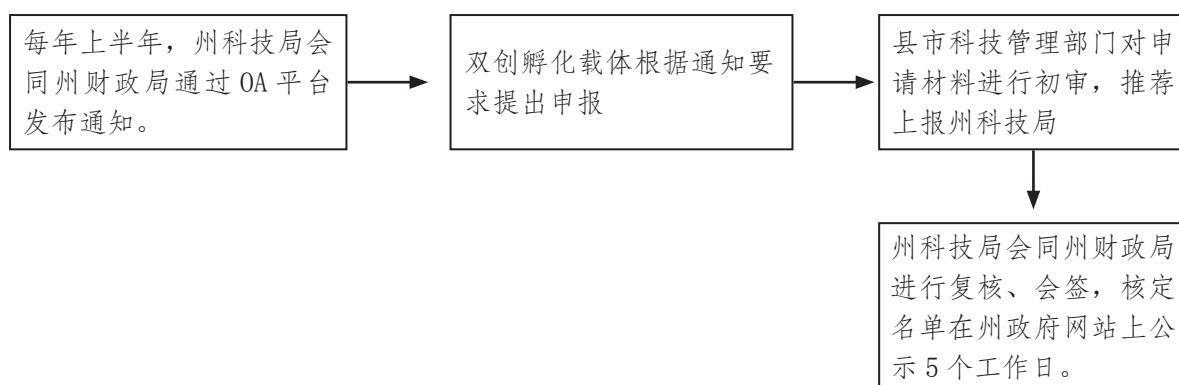 每年上半年，州科技局会
同州财政局通过 OA 平台
发布通知。
双创孵化载体根据通知要
求提出申报
县市科技管理部门对申
请材料进行初审，推荐
上报州科技局
州科技局会同州财政局
进行复核、会签，核定
名单在州政府网站上公
示 5 个工作日。